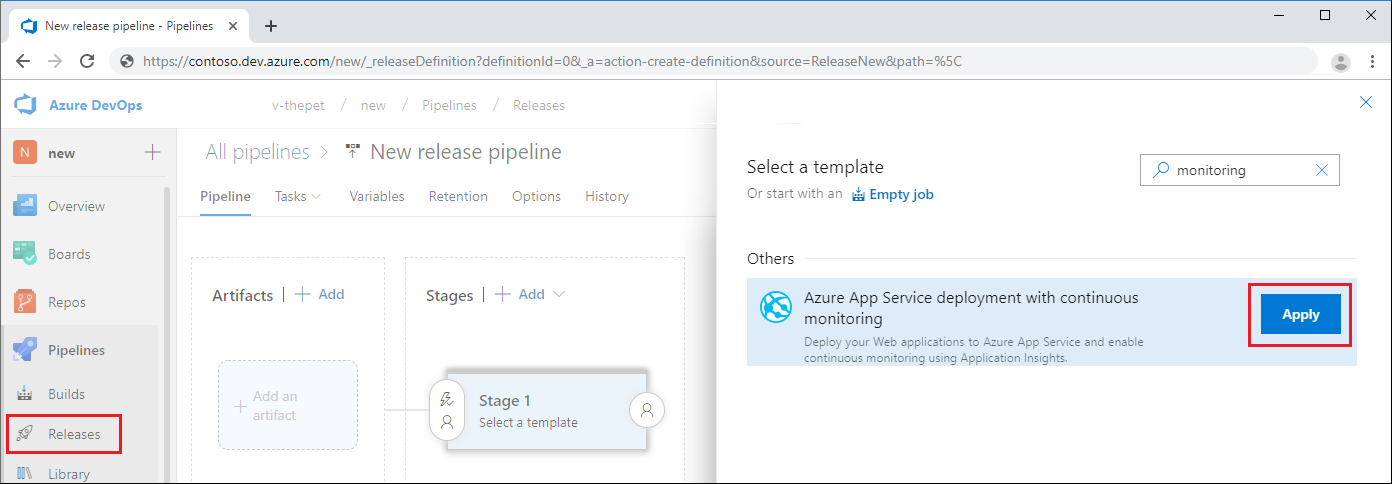 New release pipeline - Pipelines
https://contoso.dev.azure.com/new/_releaseDefinition?definitionId=0&_a=action-create-definition&source=ReleaseNew&path=%5C
Azure DevOps
v-thepet / new / Pipelines / Releases
N new
Overview
Boards
Repos
Pipelines
Builds
Releases
Library
All pipelines > New release pipeline
Pipeline Tasks Variables Retention Options History
Artifacts | + Add
Stages | + Add
+ Add an
artifact
Stage 1
Select a template
Select a template
Or start with an Empty job
monitoring
Others
Azure App Service deployment with continuous
monitoring
Deploy your Web applications to Azure App Service and enable
continuous monitoring using Application Insights.
Apply